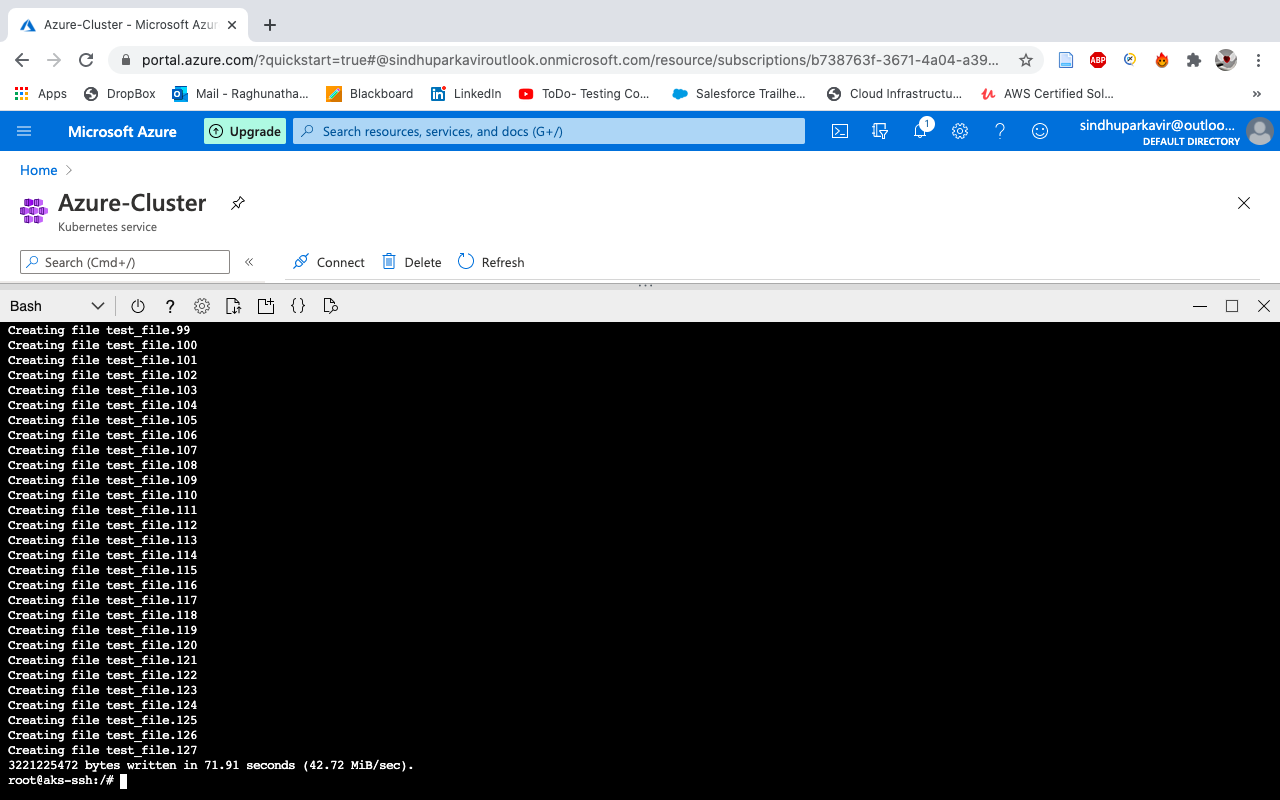 Azure-Cluster - Microsoft Azur
portal.azure.com/?quickstart=true#@sindhuparkaviroutlook.onmicrosoft.com/resource/subscriptions/b738763f-3671-4a04-a39...
ABP
Apps DropBox Mail - Raghunatha... Blackboard LinkedIn ToDo- Testing Co... Salesforce Trailhe... Cloud Infrastructu... AWS Certified Sol... »
Microsoft Azure Upgrade Search resources, services, and docs (G+/) 1 sindhuparkavir@outloo...
DEFAULT DIRECTORY
Home >
Azure-Cluster
Kubernetes service
Search (Cmd+/) « Connect Delete Refresh
Bash ? {}
Creating file test_file.99
Creating file test_file.100
Creating file test_file.101
Creating file test_file.102
Creating file test_file.103
Creating file test_file.104
Creating file test_file.105
Creating file test_file.106
Creating file test_file.107
Creating file test_file.108
Creating file test_file.109
Creating file test_file.110
Creating file test_file.111
Creating file test_file.112
Creating file test_file.113
Creating file test_file.114
Creating file test_file.115
Creating file test_file.116
Creating file test_file.117
Creating file test_file.118
Creating file test_file.119
Creating file test_file.120
Creating file test_file.121
Creating file test_file.122
Creating file test_file.123
Creating file test_file.124
Creating file test_file.125
Creating file test_file.126
Creating file test_file.127
3221225472 bytes written in 71.91 seconds (42.72 MiB/sec).
root@aks-ssh:/#